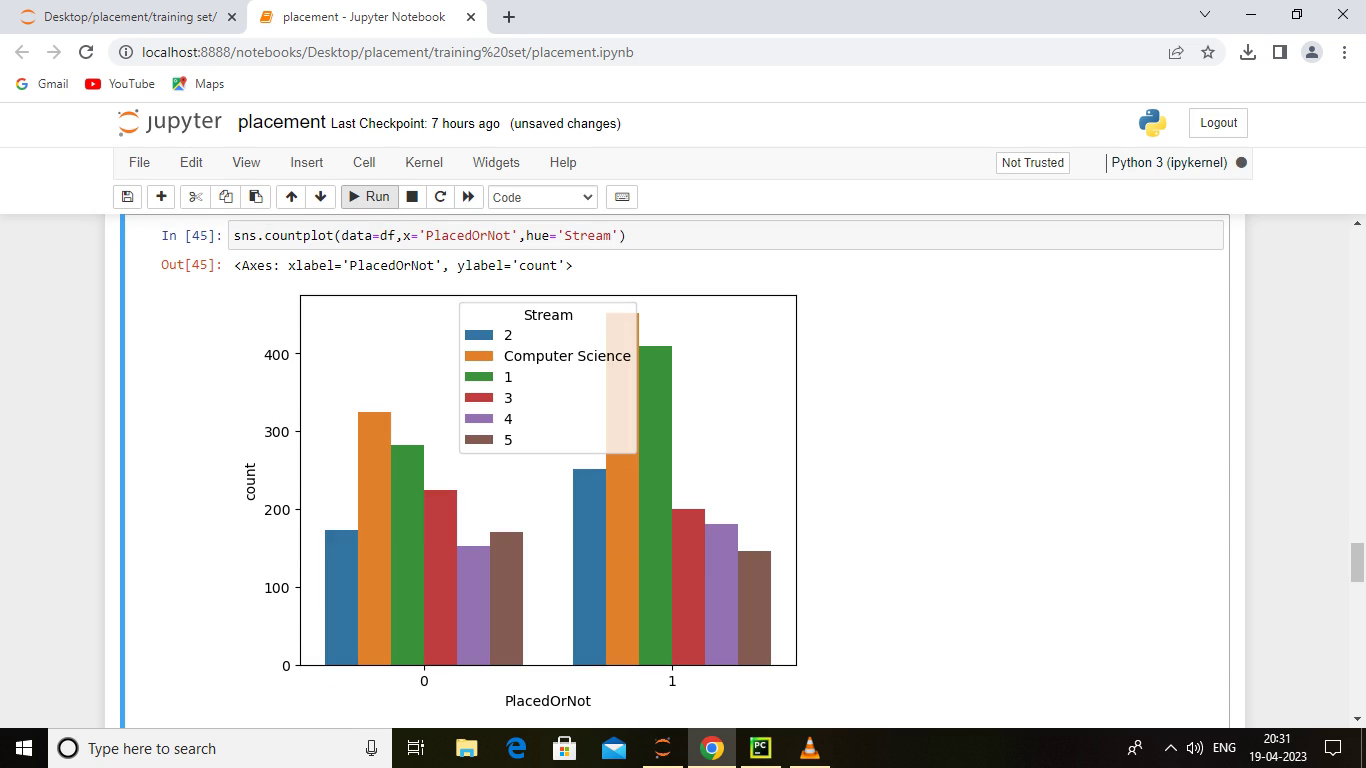 Desktop/placement/training set/
placement - Jupyter Notebook
localhost:8888/notebooks/Desktop/placement/training%20set/placement.ipynb
Gmail YouTube Maps
jupyter placement Last Checkpoint: 7 hours ago (unsaved changes)
Logout
File Edit View Insert Cell Kernel Widgets Help
Not Trusted
Python 3 (ipykernel)
Run
Code
In [45]: sns.countplot(data=df,x='PlacedOrNot',hue='Stream')
Out[45]: <Axes: xlabel='PlacedOrNot', ylabel='count'>
Stream
2
Computer Science
1
3
4
5
400
300
200
100
0
count
0 1
PlacedOrNot
Type here to search
PC
ENG
20:31
19-04-2023